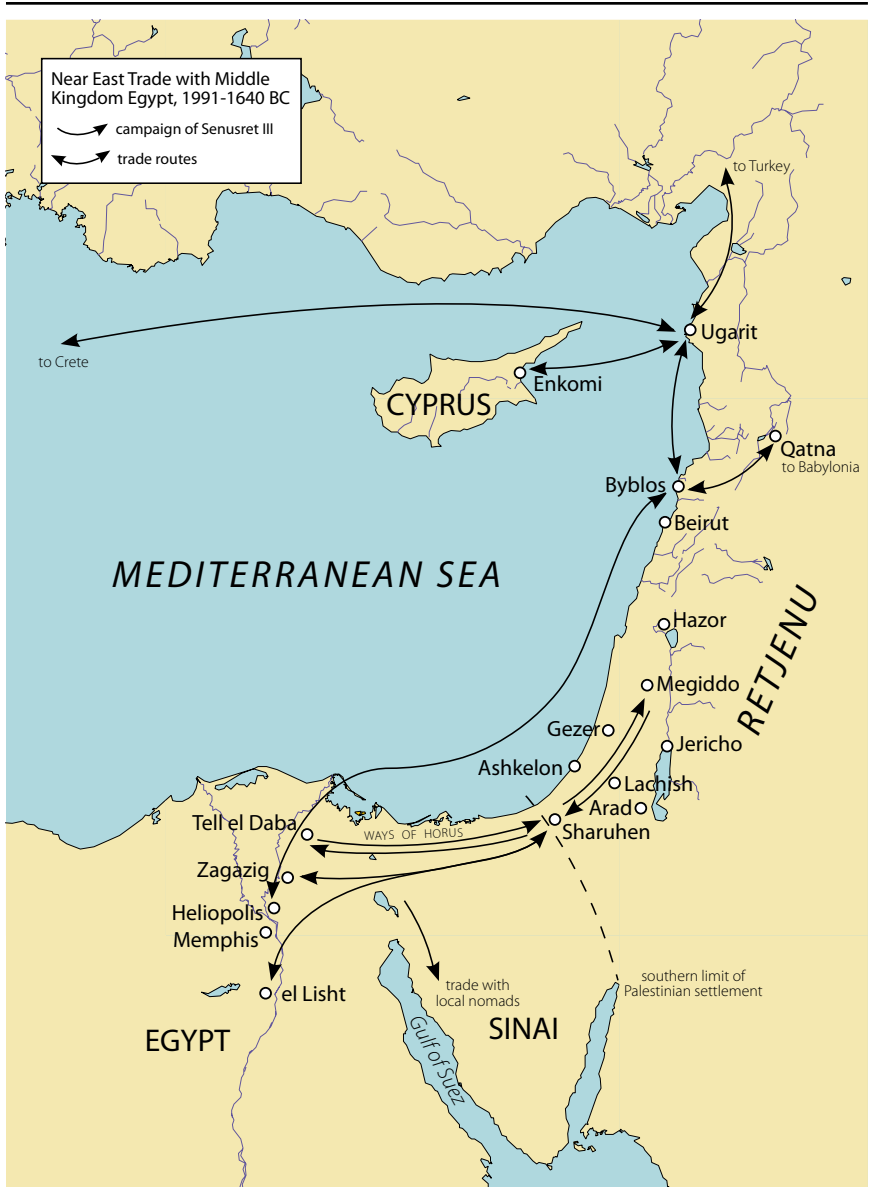 Near East Trade with Middle
Kingdom Egypt, 1991-1640 BC
campaign of Senusret III
trade routes
to Turkey
Ugarit
to Crete
Enkomi
CYPRUS
Qatna
to Babylonia
Byblos
Beirut
MEDITERRANEAN SEA
Hazor
RETJENU
Megiddo
Gezer
Jericho
Ashkelon
Lachish
Arad
Sharuhen
Tell el Daba
WAYS OF HORUS
Zagazig
Heliopolis
Memphis
southern limit of
Palestinian settlement
trade with
local nomads
el Lisht
SINAI
EGYPT
Gulf of Suez